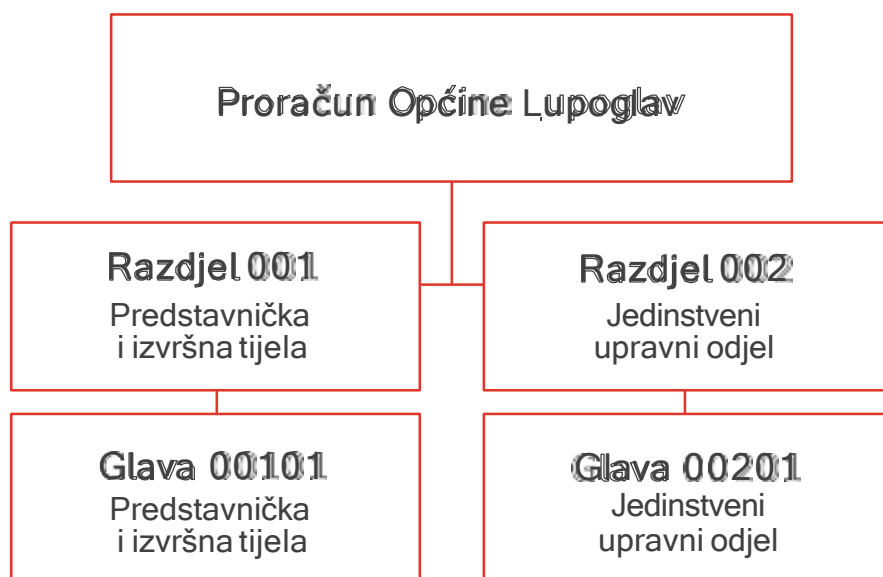 Proračun Općine Lupoglav
Razdjel 001
Predstavnička
i izvršna tijela
Razdjel 002
Jedinstveni
upravni odjel
Glava 00101
Predstavnička
i izvršna tijela
Glava 00201
Jedinstveni
upravni odjel